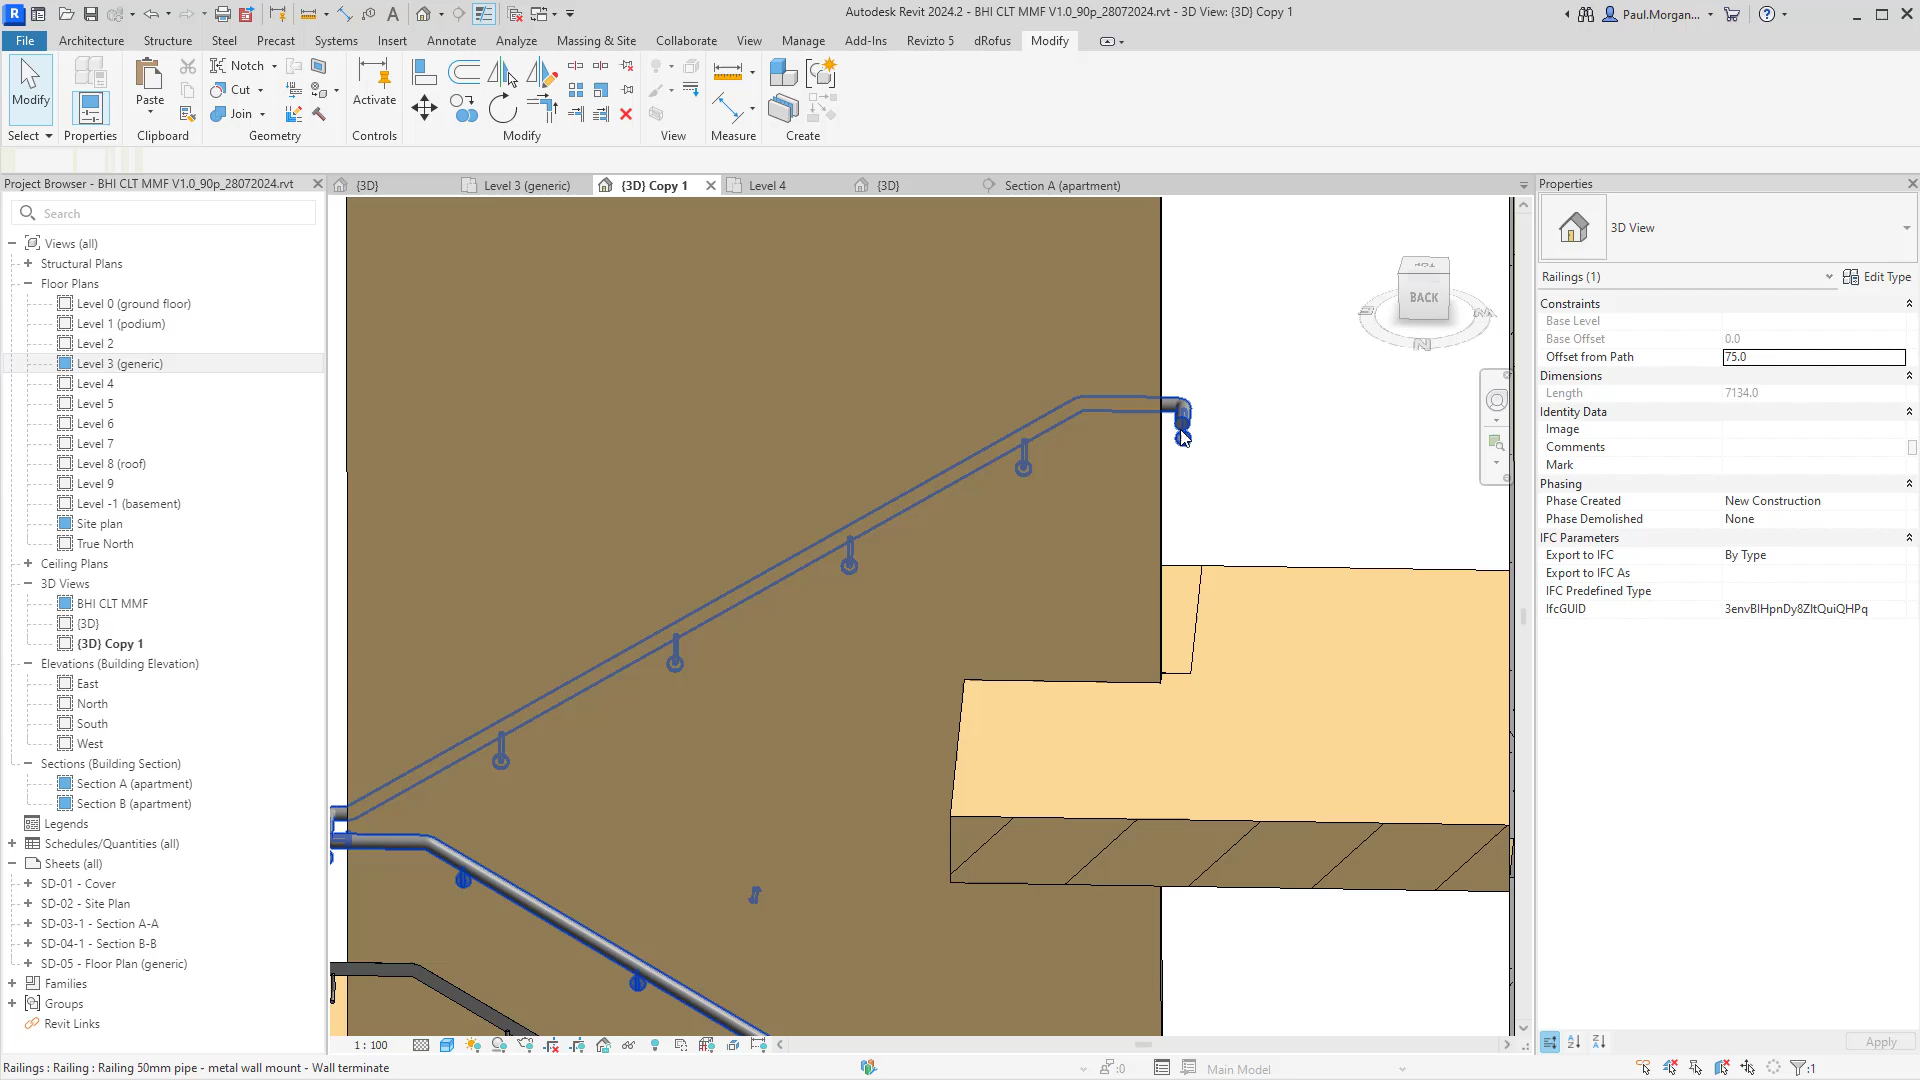 Autodesk Revit 2024.2 - BHI CLT MMF V1.0_90p_28072024.rvt - 3D View: {3D} Copy 1
Paul.Morgan...
File Architecture Structure Steel Precast Systems Insert Annotate Analyze Massing & Site Collaborate View Manage Add-Ins Revizto 5 dRofus Modify
Modify
Paste
Notch
Cut
Join
Activate
Select Properties Clipboard Geometry Controls Modify View Measure Create
Project Browser - BHI CLT MMF V1.0_90p_28072024.rvt
{3D} Level 3 (generic) {3D} Copy 1 Level 4 {3D} Section A (apartment)
Search
Views (all)
Structural Plans
Floor Plans
Level 0 (ground floor)
Level 1 (podium)
Level 2
Level 3 (generic)
Level 4
Level 5
Level 6
Level 7
Level 8 (roof)
Level 9
Level -1 (basement)
Site plan
True North
Ceiling Plans
3D Views
BHI CLT MMF
{3D}
{3D} Copy 1
Elevations (Building Elevation)
East
North
South
West
Sections (Building Section)
Section A (apartment)
Section B (apartment)
Legends
Schedules/Quantities (all)
Sheets (all)
SD-01 - Cover
SD-02 - Site Plan
SD-03-1 - Section A-A
SD-04-1 - Section B-B
SD-05 - Floor Plan (generic)
Families
Groups
Revit Links
TOP
BACK
N
Properties
3D View
Railings (1) Edit Type
Constraints
Base Level
Base Offset 0.0
Offset from Path 75.0
Dimensions
Length 7134.0
Identity Data
Image
Comments
Mark
Phasing
Phase Created New Construction
Phase Demolished None
IFC Parameters
Export to IFC By Type
Export to IFC As
IFC Predefined Type
IfcGUID 3envBIHpnDy8ZltQuiQHPq
Apply
1 : 100
Railings : Railing : Railing 50mm pipe - metal wall mount - Wall terminate
:0
Main Model
:1